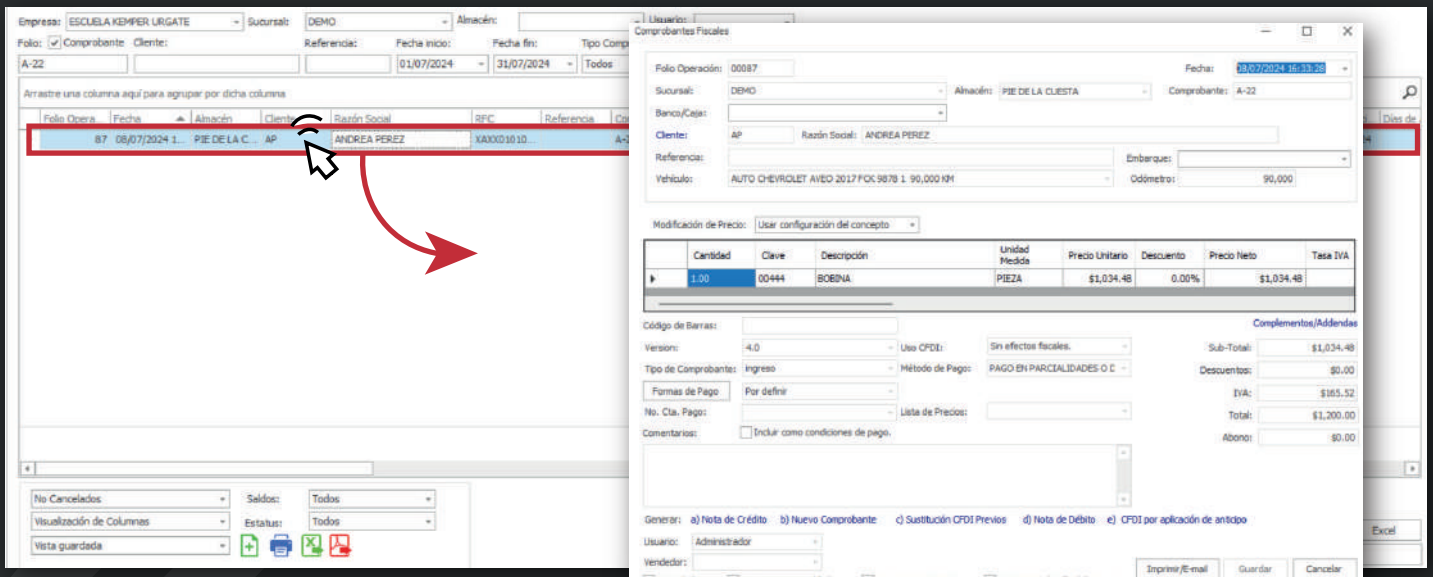 Empresa: ESCUELA KEMPER URGATE Sucursal: DEMO Almacén: Usuario:
Folio: Comprobante Cliente: Referencia: Fecha inicio: Fecha fin: Tipo Comp
A-22 01/07/2024 31/07/2024 Todos
Arrastre una columna aquí para agrupar por dicha columna
Folio Opera... Fecha Almacén Cliente Razón Social RFC Referencia Días de
87 08/07/2024 1... PIE DE LA C... AP ANDREA PEREZ XAXX01010...
No Cancelados Saldos: Todos
Visualización de Columnas Estatus: Todos
Vista guardada
Excel
Comprobantes Fiscales
Folio Operación: 00087 Fecha: 08/07/2024 16:33:28
Sucursal: DEMO Almacén: PIE DE LA CUESTA Comprobante: A-22
Banco/Caja:
Cliente: AP Razón Social: ANDREA PEREZ
Referencia: Embarque:
Vehículo: AUTO CHEVROLET AVEO 2017 FOX 9878 1 90,000 KM Odómetro: 90,000
Modificación de Precio: Usar configuración del concepto
Cantidad Clave Descripción Unidad Medida Precio Unitario Descuento Precio Neto Tasa IVA
1.00 00444 BOBINA PIEZA $1,034.48 0.00% $1,034.48
Código de Barras: Complementos/Addendas
Version: 4.0 Uso CFDI: Sin efectos fiscales. Sub-Total: $1,034.48
Tipo de Comprobante: Ingreso Método de Pago: PAGO EN PARCIALIDADES O D Descuentos: $0.00
Formas de Pago Por definir IVA: $165.52
No. Cta. Pago: Lista de Precios: Total: $1,200.00
Comentarios: Incluir como condiciones de pago. Abono: $0.00
Generar: a) Nota de Crédito b) Nuevo Comprobante c) Sustitución CFDI Previos d) Nota de Débito e) CFDI por aplicación de anticipo
Usuario: Administrador
Vendedor:
Imprimir/E-mail Guardar Cancelar